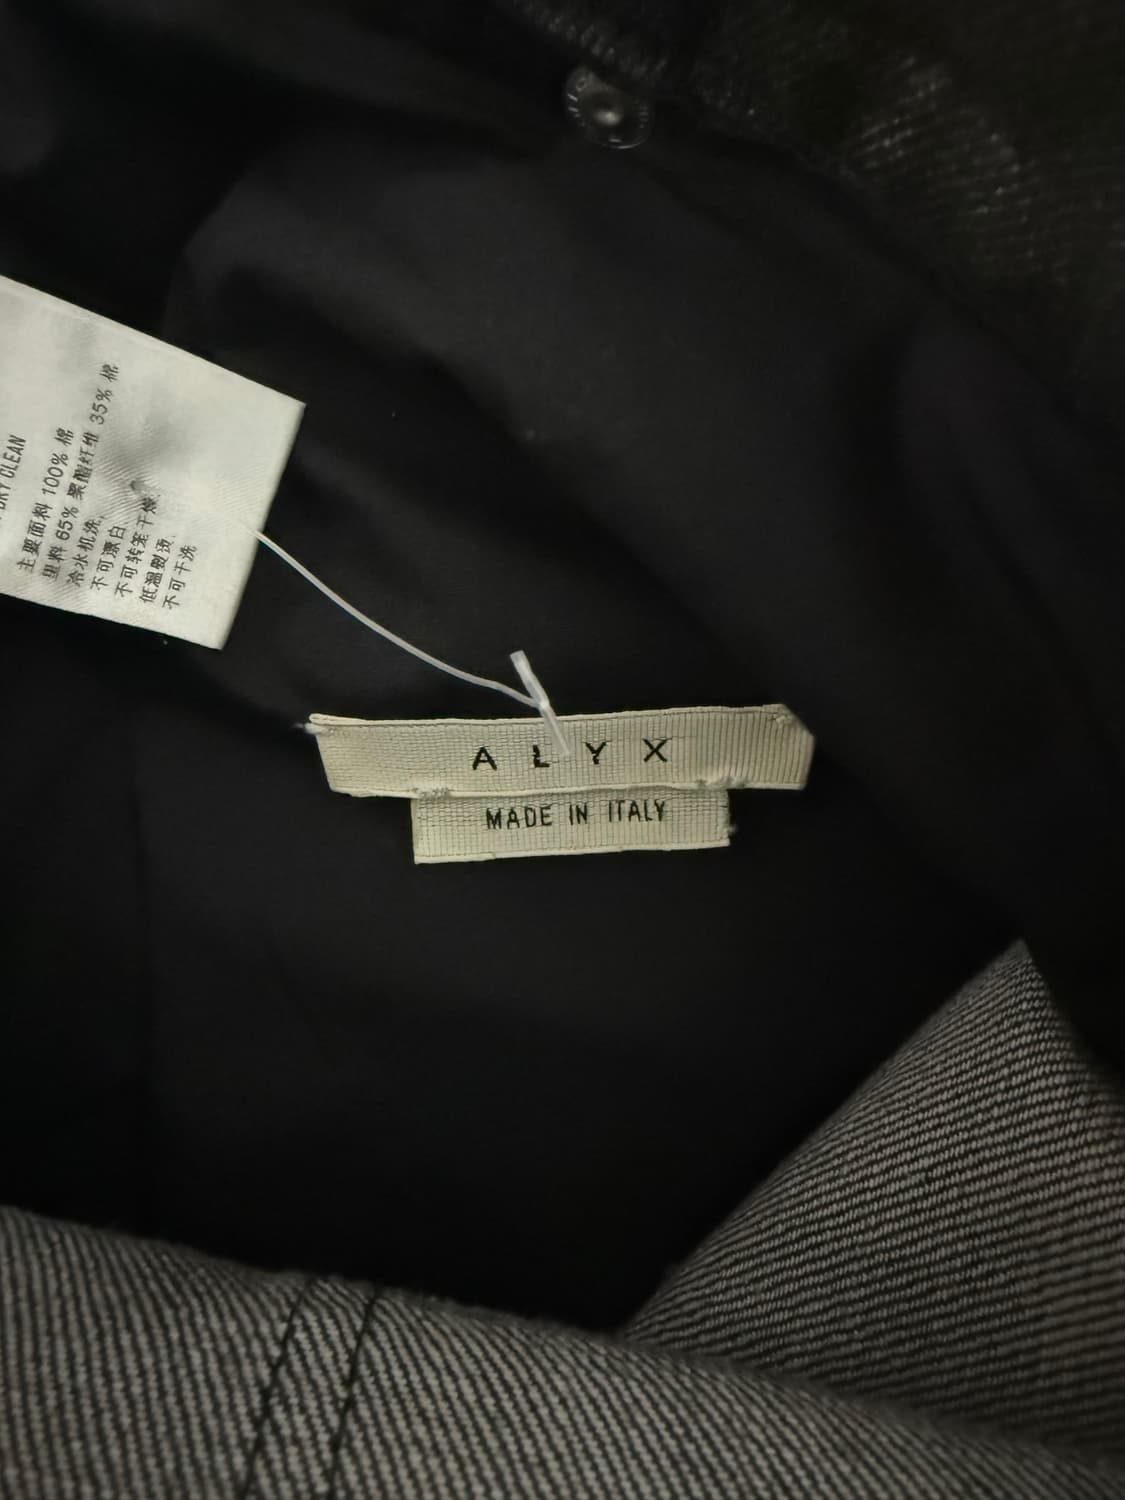 DRY CLEAN
主要面料 100% 棉
里料 65% 聚酯纤维 35% 棉
冷水机洗、
不可漂白、
不可转笼干燥、
低温熨烫、
不可干洗
A L Y X
MADE IN ITALY